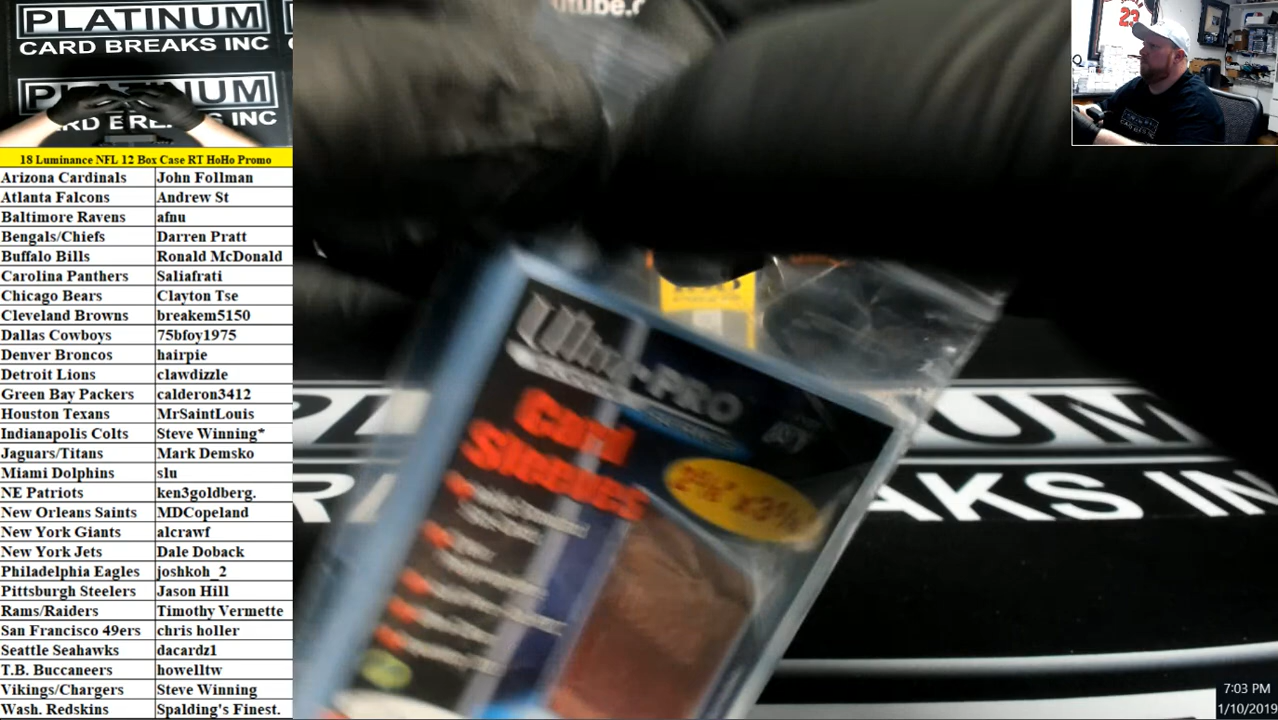 PLATINUM
CARD BREAKS INC
18 Luminance NFL 12 Box Case RT HoHo Promo
Arizona Cardinals John Follman
Atlanta Falcons Andrew St
Baltimore Ravens afnu
Bengals/Chiefs Darren Pratt
Buffalo Bills Ronald McDonald
Carolina Panthers Saliafrati
Chicago Bears Clayton Tse
Cleveland Browns breakem5150
Dallas Cowboys 75bfoy1975
Denver Broncos hairpie
Detroit Lions clawdizzle
Green Bay Packers calderon3412
Houston Texans MrSaintLouis
Indianapolis Colts Steve Winning*
Jaguars/Titans Mark Demsko
Miami Dolphins slu
NE Patriots ken3goldberg.
New Orleans Saints MDCopeland
New York Giants alcrawf
New York Jets Dale Doback
Philadelphia Eagles joshkoh_2
Pittsburgh Steelers Jason Hill
Rams/Raiders Timothy Vermette
San Francisco 49ers chris holler
Seattle Seahawks dacardz1
T.B. Buccaneers howelltw
Vikings/Chargers Steve Winning
Wash. Redskins Spalding's Finest.
utube.c
Ultra-PRO
Card
Sleeves
UM
AKS IN
23
7:03 PM
1/10/2019